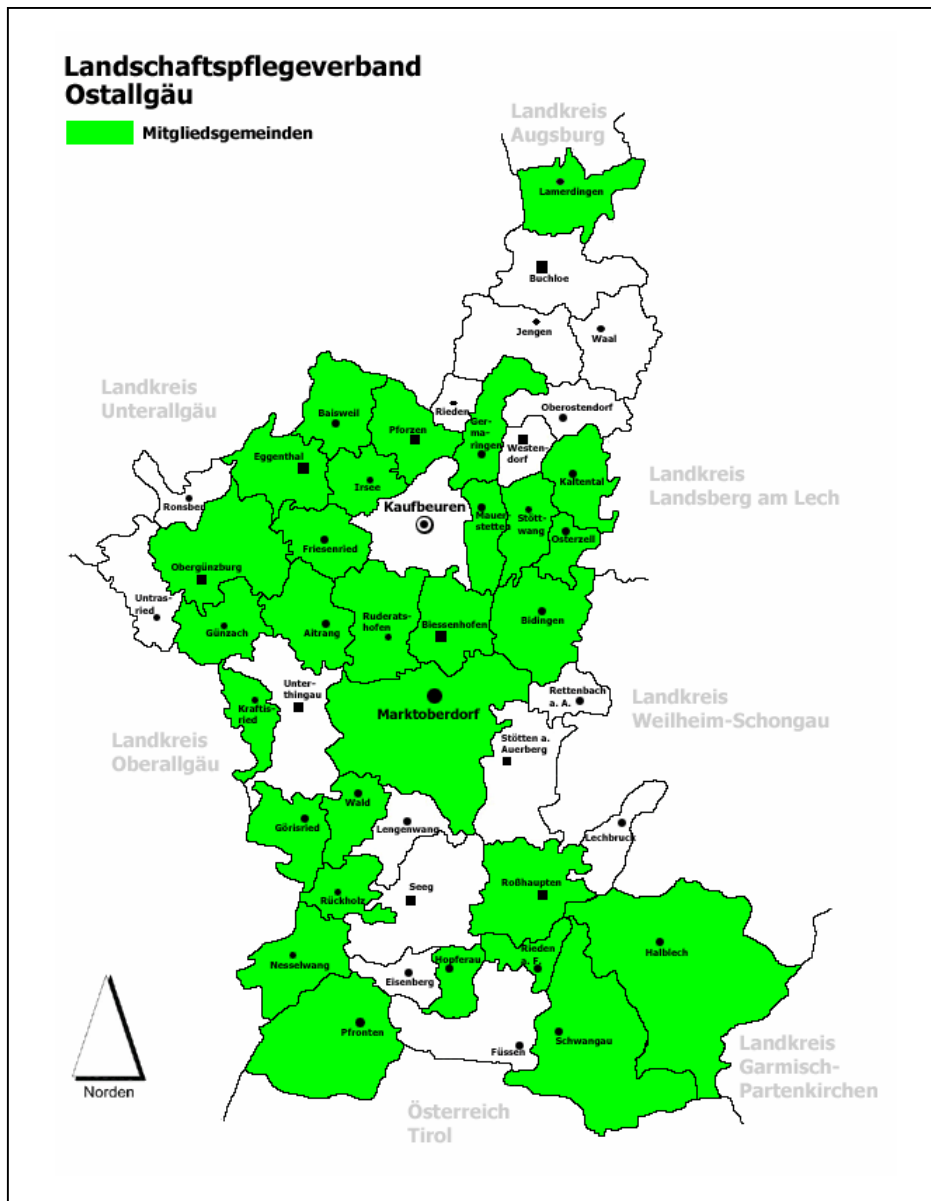 Landschaftspflegeverband
Ostallgäu
Mitgliedsgemeinden
Landkreis
Augsburg
Lamerdingen
Buchloe
Jengen
Waal
Landkreis
Unterallgäu
Baisweil
Rieden
Oberostendorf
Pforzen
Ger-
ma-
ringen
Westen-
dorf
Eggenthal
Irsee
Kaltental
Landkreis
Landsberg am Lech
Ronsber
Kaufbeuren
Mauer-
stetten
Stött-
wang
Osterzell
Friesenried
Obergünzburg
Untras-
ried
Günzach
Aitrang
Ruderats-
hofen
Biessenhofen
Bidingen
Unter-
thingau
Kraftis-
ried
Marktoberdorf
Rettenbach
a. A.
Landkreis
Weilheim-Schongau
Stötten a.
Auerberg
Landkreis
Oberallgäu
Wald
Görisried
Lengenwang
Lechbruck
Rückholz
Seeg
Roßhaupten
Nesselwang
Hopferau
Rieden
a. F.
Halblech
Eisenberg
Pfronten
Füssen
Schwangau
Landkreis
Garmisch-
Partenkirchen
Norden
Österreich
Tirol